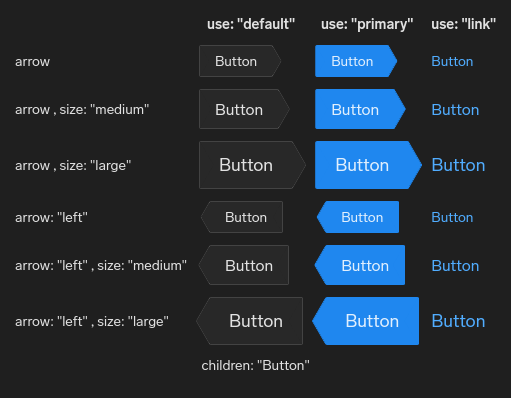 use: "default" use: "primary" use: "link"
arrow Button Button Button
arrow , size: "medium" Button Button Button
arrow , size: "large" Button Button Button
arrow: "left" Button Button Button
arrow: "left" , size: "medium" Button Button Button
arrow: "left" , size: "large" Button Button Button
children: "Button"